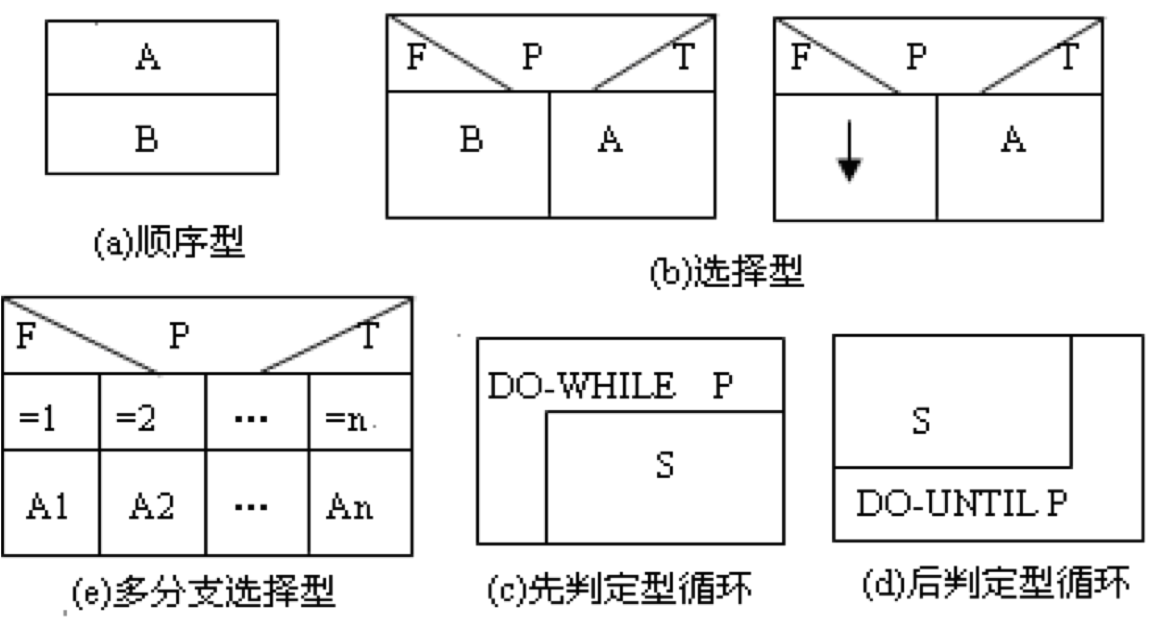 A
B
(a)顺序型
F P T
B A
F P T
A
(b)选择型
F P T
=1 =2 ... =n
A1 A2 ... An
(e)多分支选择型
DO-WHILE P
S
(c)先判定型循环
S
DO-UNTIL P
(d)后判定型循环